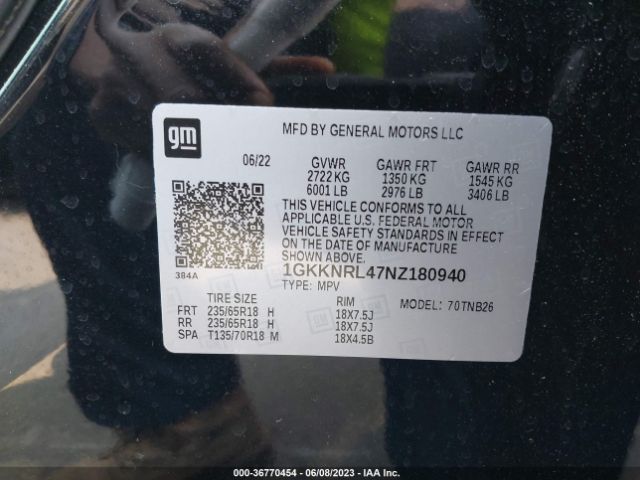 gm
MFD BY GENERAL MOTORS LLC
06/22 GVWR GAWR FRT GAWR RR
2722 KG 1350 KG 1545 KG
6001 LB 2976 LB 3406 LB
THIS VEHICLE CONFORMS TO ALL
APPLICABLE U.S. FEDERAL MOTOR
VEHICLE SAFETY STANDARDS IN EFFECT
ON THE DATE OF MANUFACTURE SHOWN ABOVE.
384A
1GKKNRL47NZ180940
TYPE: MPV
TIRE SIZE RIM MODEL: 70TNB26
FRT 235/65R18 H 18X7.5J
RR 235/65R18 H 18X7.5J
SPA T135/70R18 M 18X4.5B
000-36770454 - 06/08/2023 - IAA Inc.